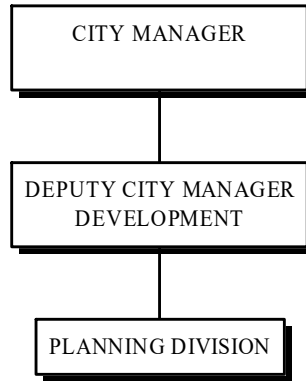 CITY MANAGER
DEPUTY CITY MANAGER
DEVELOPMENT
PLANNING DIVISION